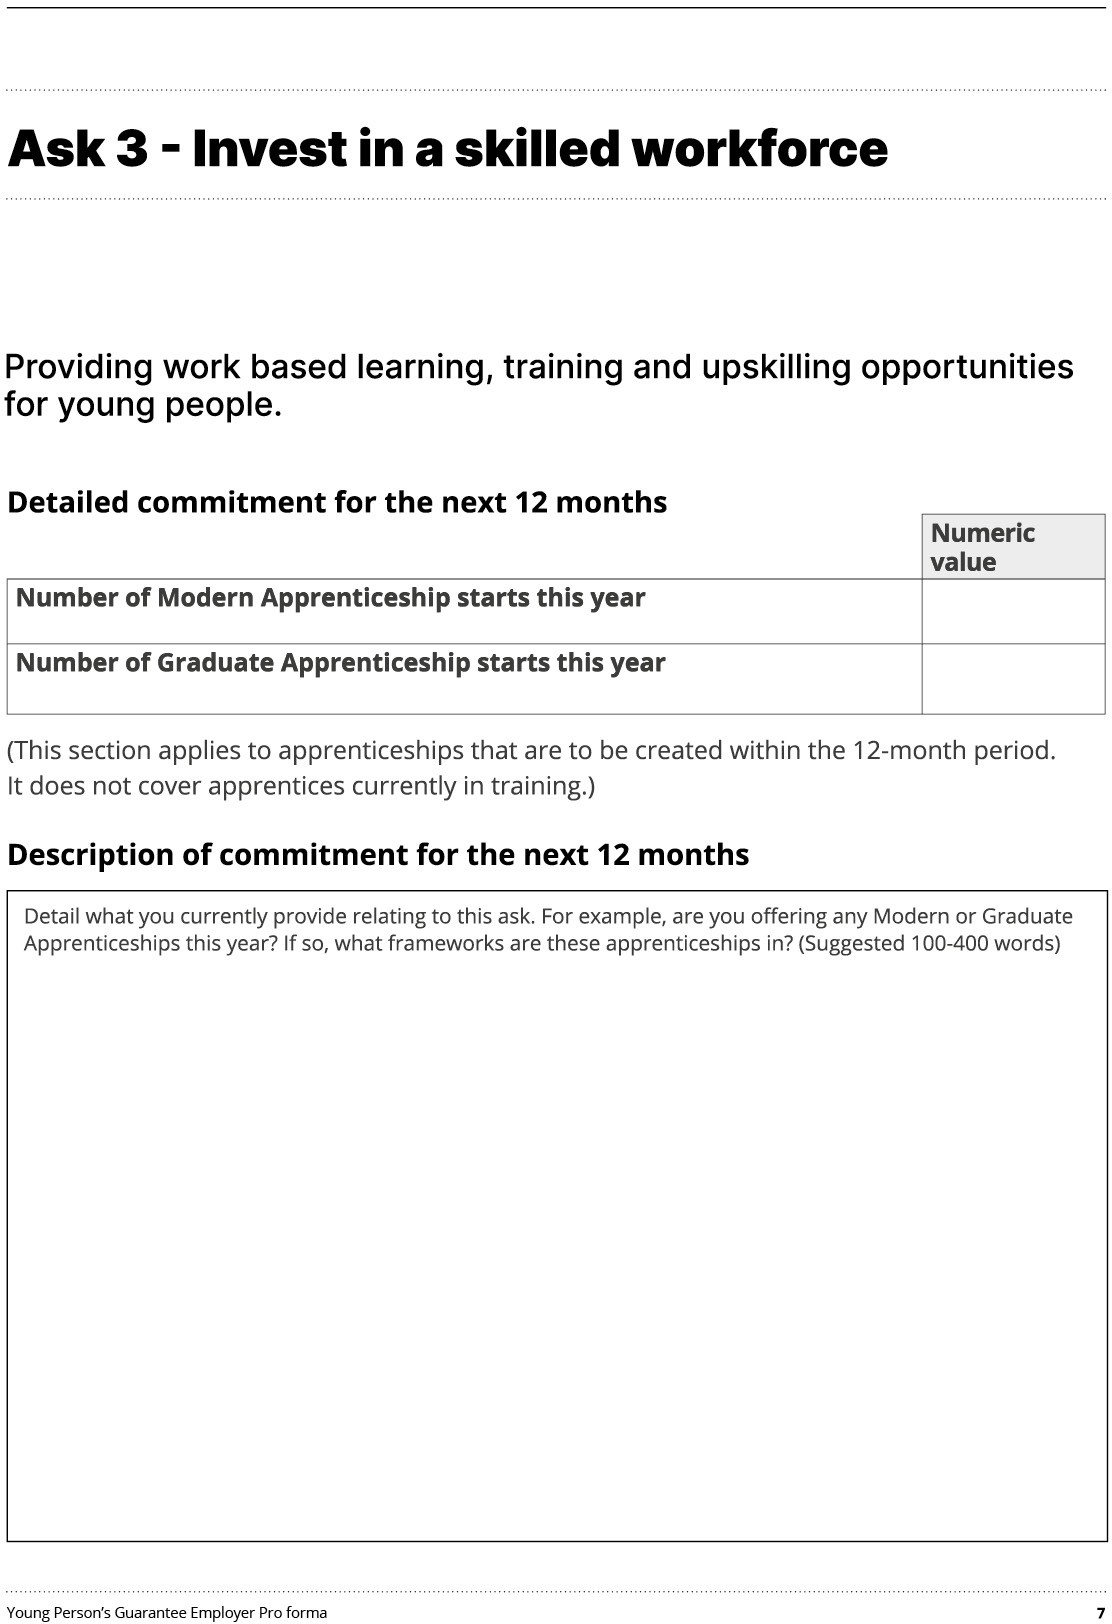 Ask 3 - Invest in a skilled workforce
Providing work based learning, training and upskilling opportunities
for young people.
Detailed commitment for the next 12 months
Numeric
value
Number of Modern Apprenticeship starts this year
Number of Graduate Apprenticeship starts this year
(This section applies to apprenticeships that are to be created within the 12-month period.
It does not cover apprentices currently in training.)
Description of commitment for the next 12 months
Detail what you currently provide relating to this ask. For example, are you offering any Modern or Graduate
Apprenticeships this year? If so, what frameworks are these apprenticeships in? (Suggested 100-400 words)
Young Person’s Guarantee Employer Pro forma
7